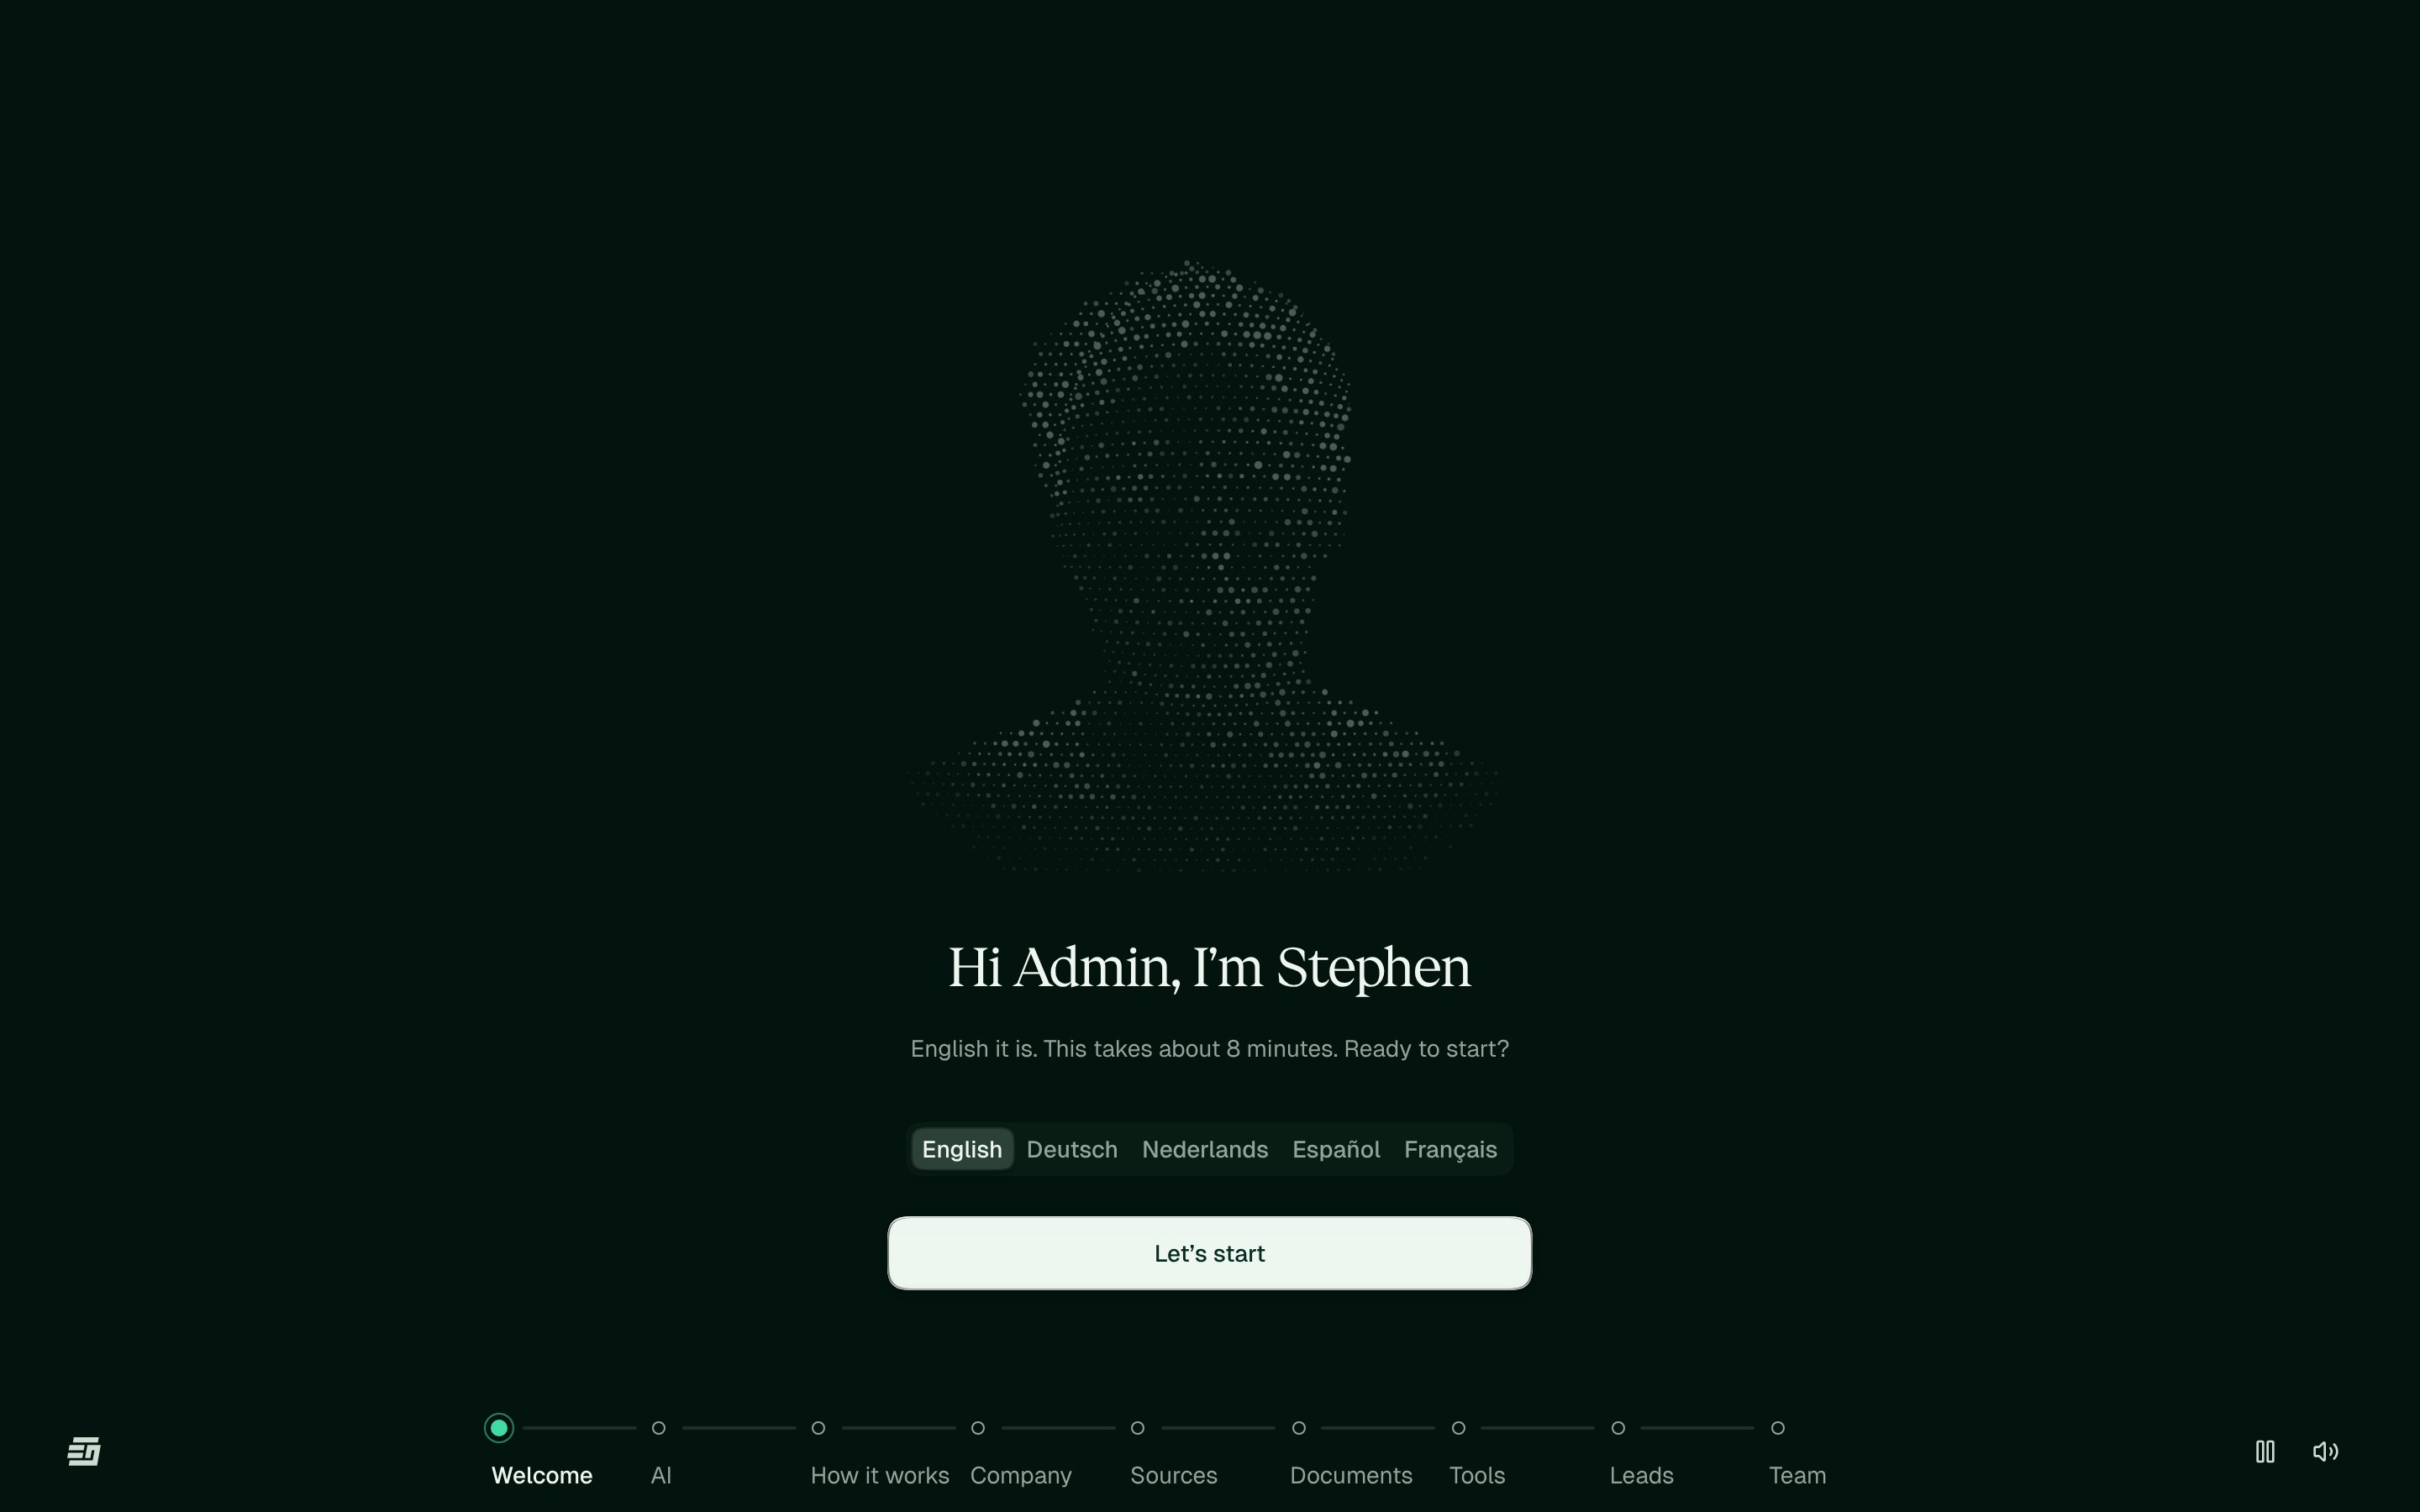 Hi Admin, I’m Stephen
English it is. This takes about 8 minutes. Ready to start?
English Deutsch Nederlands Español Français
Let’s start
Welcome AI How it works Company Sources Documents Tools Leads Team